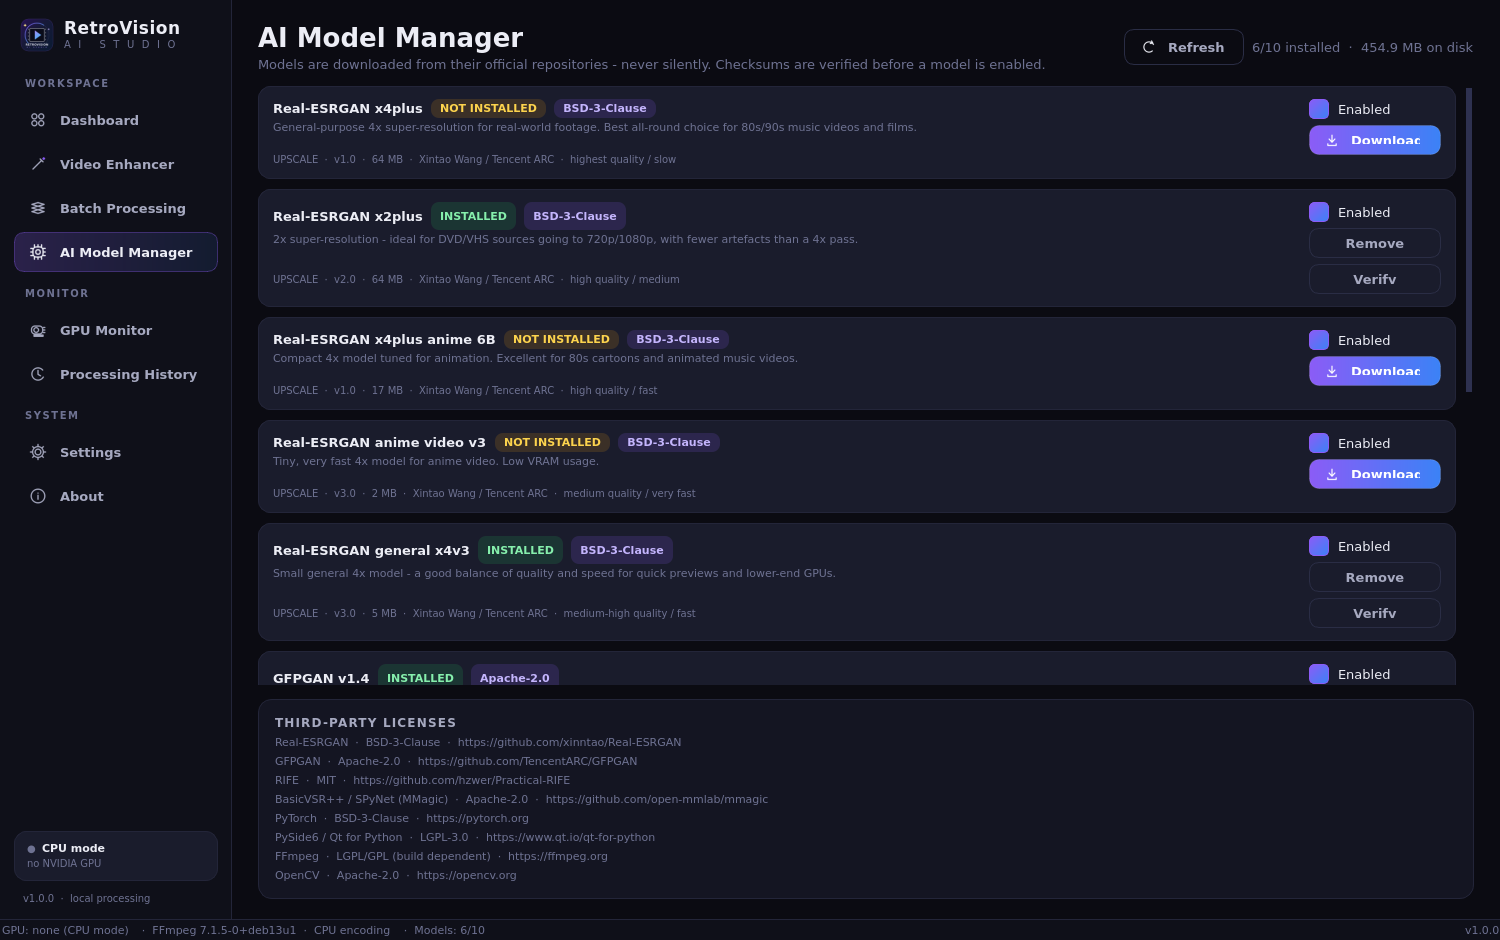 RetroVision
AI STUDIO
WORKSPACE
Dashboard
Video Enhancer
Batch Processing
AI Model Manager
MONITOR
GPU Monitor
Processing History
SYSTEM
Settings
About
CPU mode
no NVIDIA GPU
v1.0.0 · local processing
AI Model Manager
Models are downloaded from their official repositories - never silently. Checksums are verified before a model is enabled.
Refresh
6/10 installed · 454.9 MB on disk
Real-ESRGAN x4plus NOT INSTALLED BSD-3-Clause
General-purpose 4x super-resolution for real-world footage. Best all-round choice for 80s/90s music videos and films.
UPSCALE · v1.0 · 64 MB · Xintao Wang / Tencent ARC · highest quality / slow
Enabled
Download
Real-ESRGAN x2plus INSTALLED BSD-3-Clause
2x super-resolution - ideal for DVD/VHS sources going to 720p/1080p, with fewer artefacts than a 4x pass.
UPSCALE · v2.0 · 64 MB · Xintao Wang / Tencent ARC · high quality / medium
Enabled
Remove
Verify
Real-ESRGAN x4plus anime 6B NOT INSTALLED BSD-3-Clause
Compact 4x model tuned for animation. Excellent for 80s cartoons and animated music videos.
UPSCALE · v1.0 · 17 MB · Xintao Wang / Tencent ARC · high quality / fast
Enabled
Download
Real-ESRGAN anime video v3 NOT INSTALLED BSD-3-Clause
Tiny, very fast 4x model for anime video. Low VRAM usage.
UPSCALE · v3.0 · 2 MB · Xintao Wang / Tencent ARC · medium quality / very fast
Enabled
Download
Real-ESRGAN general x4v3 INSTALLED BSD-3-Clause
Small general 4x model - a good balance of quality and speed for quick previews and lower-end GPUs.
UPSCALE · v3.0 · 5 MB · Xintao Wang / Tencent ARC · medium-high quality / fast
Enabled
Remove
Verify
GFPGAN v1.4 INSTALLED Apache-2.0
Enabled
THIRD-PARTY LICENSES
Real-ESRGAN · BSD-3-Clause · https://github.com/xinntao/Real-ESRGAN
GFPGAN · Apache-2.0 · https://github.com/TencentARC/GFPGAN
RIFE · MIT · https://github.com/hzwer/Practical-RIFE
BasicVSR++ / SPyNet (MMagic) · Apache-2.0 · https://github.com/open-mmlab/mmagic
PyTorch · BSD-3-Clause · https://pytorch.org
PySide6 / Qt for Python · LGPL-3.0 · https://www.qt.io/qt-for-python
FFmpeg · LGPL/GPL (build dependent) · https://ffmpeg.org
OpenCV · Apache-2.0 · https://opencv.org
GPU: none (CPU mode) · FFmpeg 7.1.5-0+deb13u1 · CPU encoding · Models: 6/10
v1.0.0